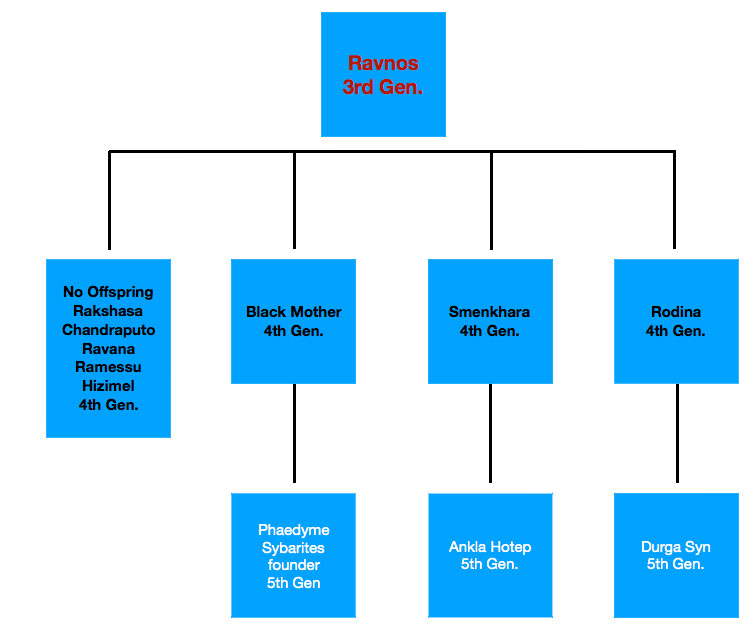 Ravnos
3rd Gen.
No Offspring
Rakshasa
Chandraputo
Ravana
Ramessu
Hizimel
4th Gen.
Black Mother
4th Gen.
Smenkhara
4th Gen.
Rodina
4th Gen.
Phaedyme
Sybarites
founder
5th Gen
Ankla Hotep
5th Gen.
Durga Syn
5th Gen.